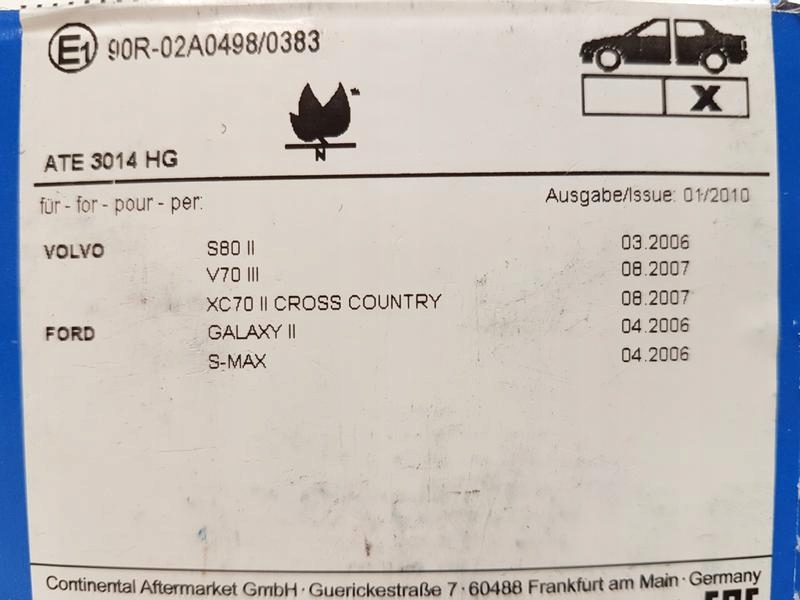 E1 90R-02A0498/0383
X
N
ATE 3014 HG
für - for - pour - per:
Ausgabe/Issue: 01/2010
VOLVO S80 II 03.2006
V70 III 08.2007
XC70 II CROSS COUNTRY 08.2007
FORD GALAXY II 04.2006
S-MAX 04.2006
Continental Aftermarket GmbH · Guerickestraße 7 · 60488 Frankfurt am Main · Germany